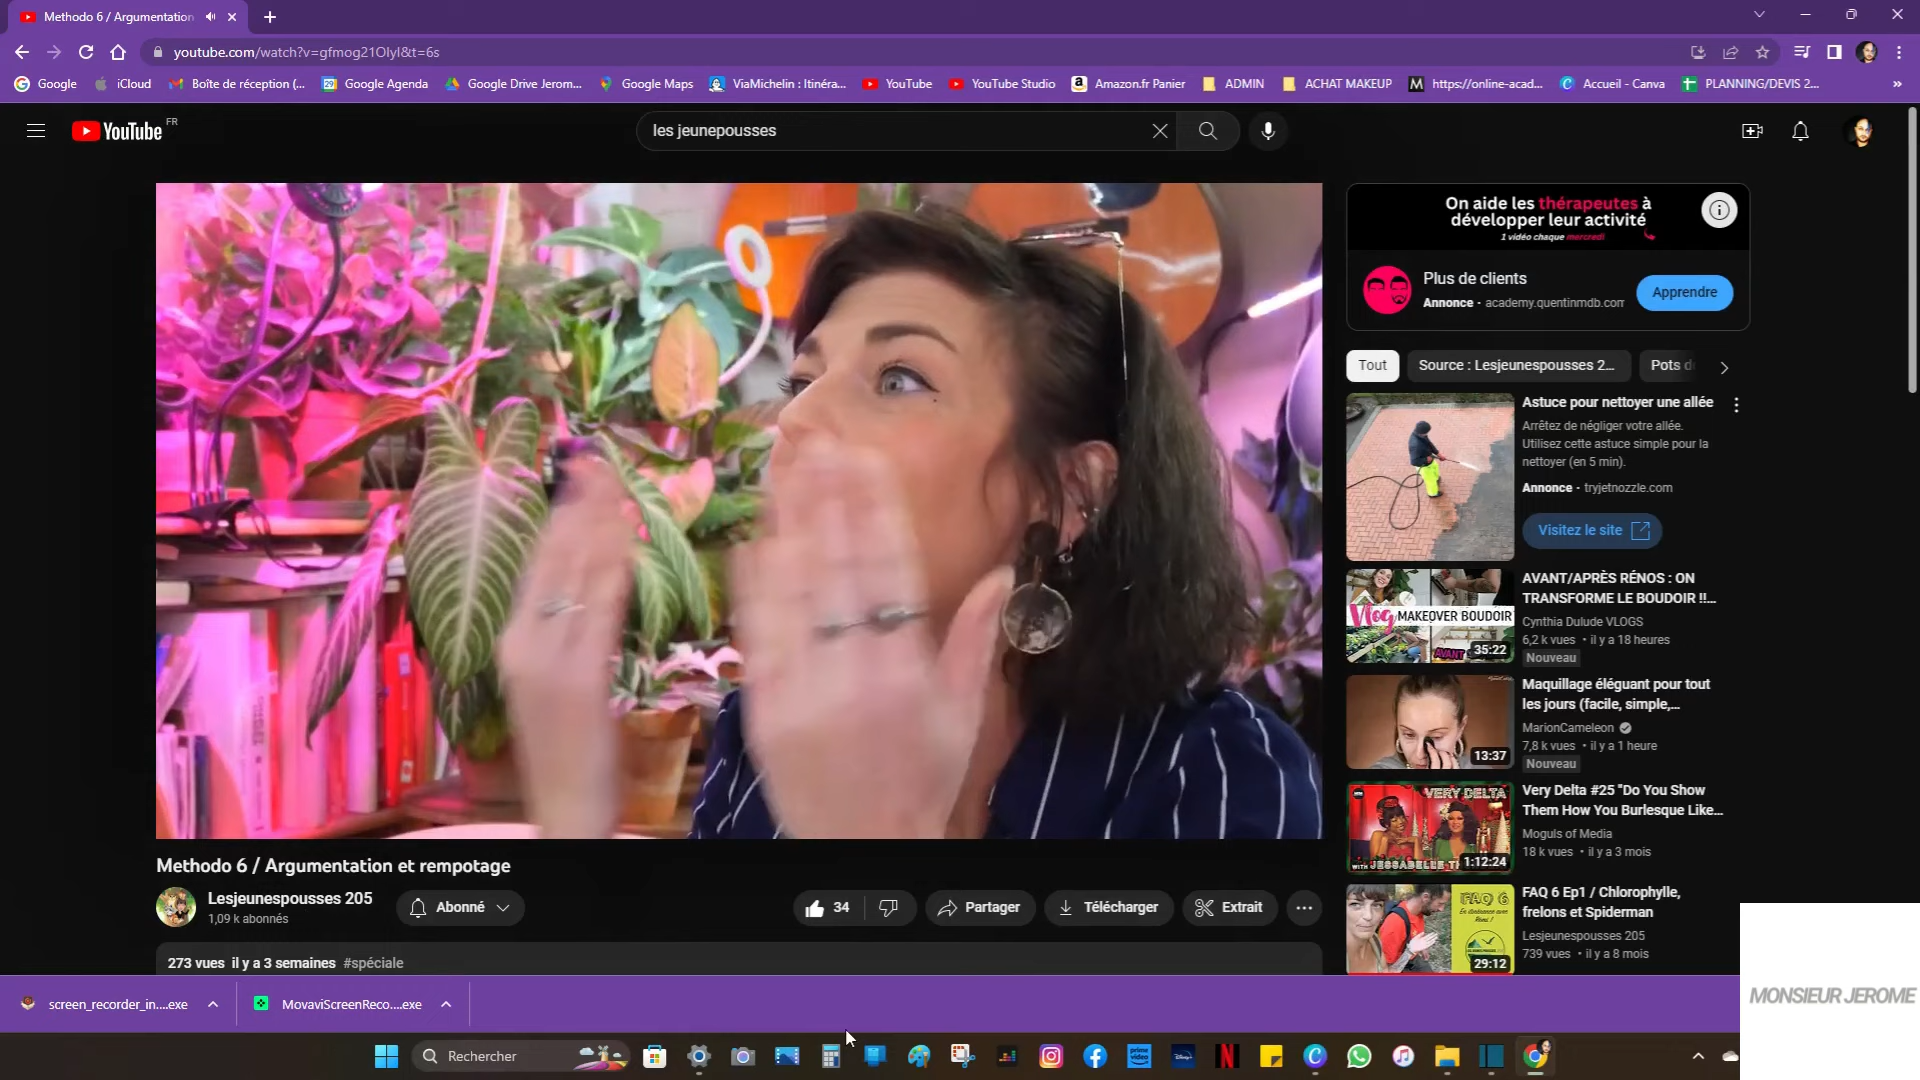 Methodo 6 / Argumentation
youtube.com/watch?v=gfmog21OIyI&t=6s
Google
iCloud
Boîte de réception (...
Google Agenda
Google Drive Jerom...
Google Maps
ViaMichelin : Itinéra...
YouTube
YouTube Studio
Amazon.fr Panier
ADMIN
ACHAT MAKEUP
https://online-acad...
Accueil - Canva
PLANNING/DEVIS 2...
YouTube FR
les jeunepousses
On aide les thérapeutes à
développer leur activité
1 vidéo chaque mercredi
Plus de clients
Annonce · academy.quentinmdb.com
Apprendre
Tout
Source : Lesjeunespousses 2...
Pots d
Astuce pour nettoyer une allée
Arrêtez de négliger votre allée.
Utilisez cette astuce simple pour la
nettoyer (en 5 min).
Annonce · tryjetnozzle.com
Visitez le site
Vlog MAKEOVER BOUDOIR
AVANT
35:22
AVANT/APRÈS RÉNOS : ON
TRANSFORME LE BOUDOIR !!...
Cynthia Dulude VLOGS
6,2 k vues • il y a 18 heures
Nouveau
13:37
Maquillage éléguant pour tout
les jours (facile, simple,...
MarionCameleon
7,8 k vues • il y a 1 heure
Nouveau
VERY DELTA
1:12:24
Very Delta #25 "Do You Show
Them How You Burlesque Like...
Moguls of Media
18 k vues • il y a 3 mois
FAQ 6
29:12
FAQ 6 Ep1 / Chlorophylle,
frelons et Spiderman
Lesjeunespousses 205
739 vues • il y a 8 mois
Methodo 6 / Argumentation et rempotage
Lesjeunespousses 205
1,09 k abonnés
Abonné
34
Partager
Télécharger
Extrait
273 vues il y a 3 semaines #spéciale
screen_recorder_in....exe
MovaviScreenReco....exe
MONSIEUR JEROME
Rechercher